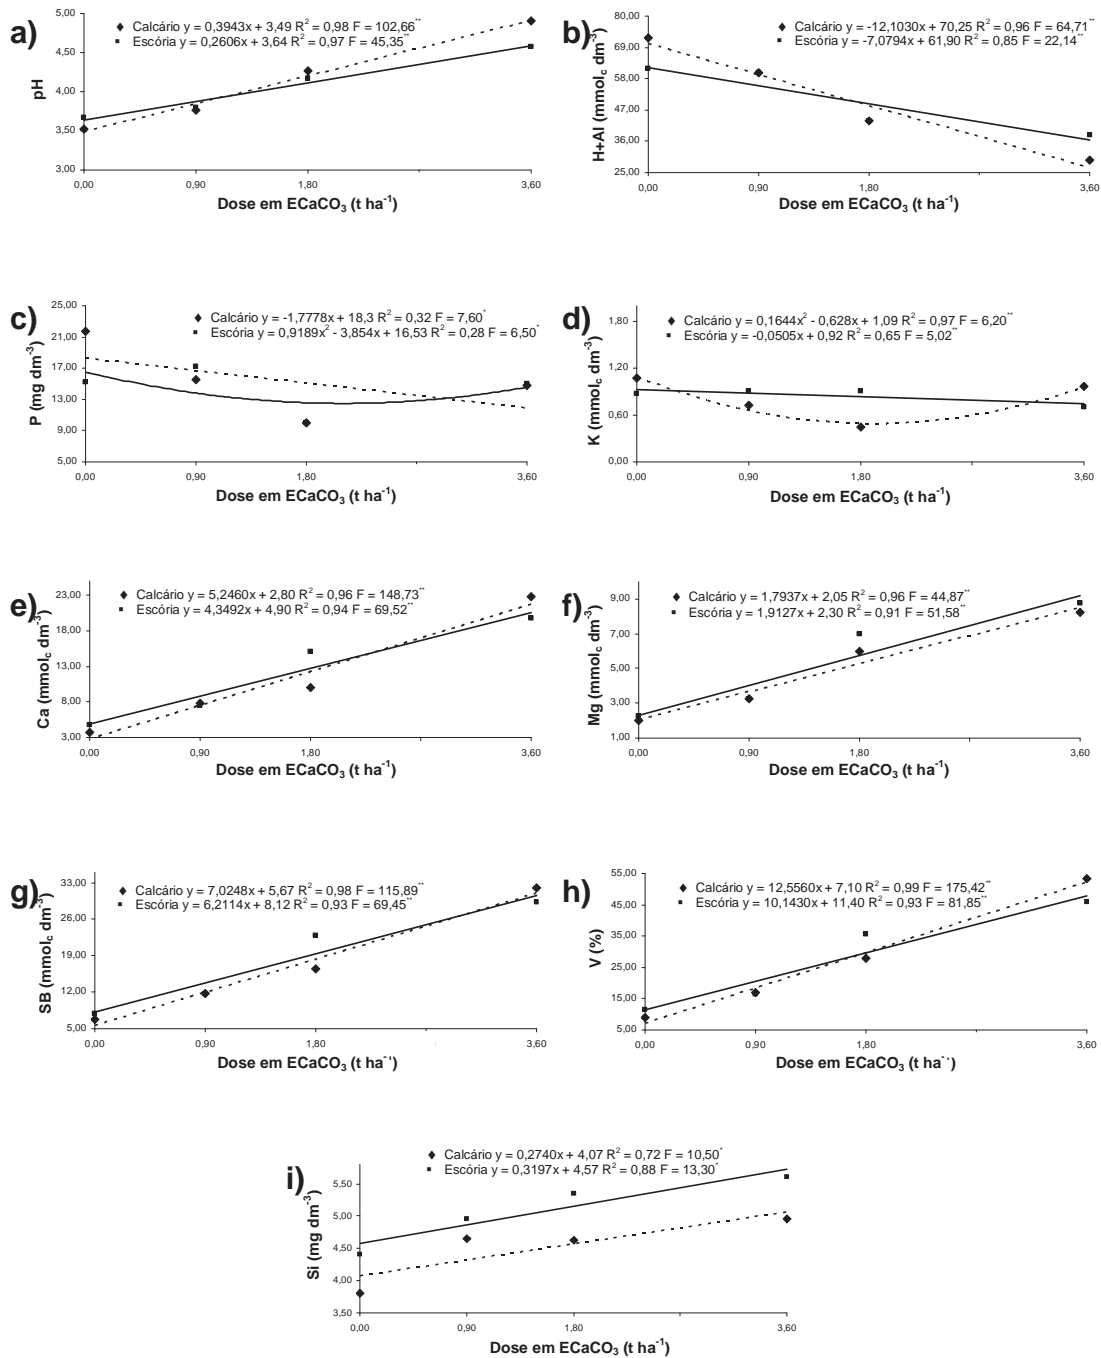 a)
Calcário y = 0,3943x + 3,49 R² = 0,98 F = 102,66**
Escória y = 0,2606x + 3,64 R² = 0,97 F = 45,35**
5,00
4,50
4,00
3,50
3,00
pH
0,00 0,90 1,80 3,60
Dose em ECaCO₃ (t ha⁻¹)
b)
Calcário y = -12,1030x + 70,25 R² = 0,96 F = 64,71**
Escória y = -7,0794x + 61,90 R² = 0,85 F = 22,14**
80,00
69,00
58,00
47,00
36,00
25,00
H+Al (mmol꜀ dm⁻³)
0,00 0,90 1,80 3,60
Dose em ECaCO₃ (t ha⁻¹)
c)
Calcário y = -1,7778x + 18,3 R² = 0,32 F = 7,60*
Escória y = 0,9189x² - 3,854x + 16,53 R² = 0,28 F = 6,50*
25,00
21,00
17,00
13,00
9,00
5,00
P (mg dm⁻³)
0,00 0,90 1,80 3,60
Dose em ECaCO₃ (t ha⁻¹)
d)
Calcário y = 0,1644x² - 0,628x + 1,09 R² = 0,97 F = 6,20**
Escória y = -0,0505x + 0,92 R² = 0,65 F = 5,02**
1,80
1,20
0,60
0,00
K (mmol꜀ dm⁻³)
0,00 0,90 1,80 3,60
Dose em ECaCO₃ (t ha⁻¹)
e)
Calcário y = 5,2460x + 2,80 R² = 0,96 F = 148,73**
Escória y = 4,3492x + 4,90 R² = 0,94 F = 69,52**
23,00
18,00
13,00
8,00
3,00
Ca (mmol꜀ dm⁻³)
0,00 0,90 1,80 3,60
Dose em ECaCO₃ (t ha⁻¹)
f)
Calcário y = 1,7937x + 2,05 R² = 0,96 F = 44,87**
Escória y = 1,9127x + 2,30 R² = 0,91 F = 51,58**
9,00
7,00
5,00
3,00
1,00
Mg (mmol꜀ dm⁻³)
0,00 0,90 1,80 3,60
Dose em ECaCO₃ (t ha⁻¹)
g)
Calcário y = 7,0248x + 5,67 R² = 0,98 F = 115,89**
Escória y = 6,2114x + 8,12 R² = 0,93 F = 69,45**
33,00
26,00
19,00
12,00
5,00
SB (mmol꜀ dm⁻³)
0,00 0,90 1,80 3,60
Dose em ECaCO₃ (t ha⁻¹)
h)
Calcário y = 12,5560x + 7,10 R² = 0,99 F = 175,42**
Escória y = 10,1430x + 11,40 R² = 0,93 F = 81,85**
55,00
45,00
35,00
25,00
15,00
5,00
V (%)
0,00 0,90 1,80 3,60
Dose em ECaCO₃ (t ha⁻¹)
i)
Calcário y = 0,2740x + 4,07 R² = 0,72 F = 10,50*
Escória y = 0,3197x + 4,57 R² = 0,88 F = 13,30*
5,50
5,00
4,50
4,00
3,50
Si (mg dm⁻³)
0,00 0,90 1,80 3,60
Dose em ECaCO₃ (t ha⁻¹)